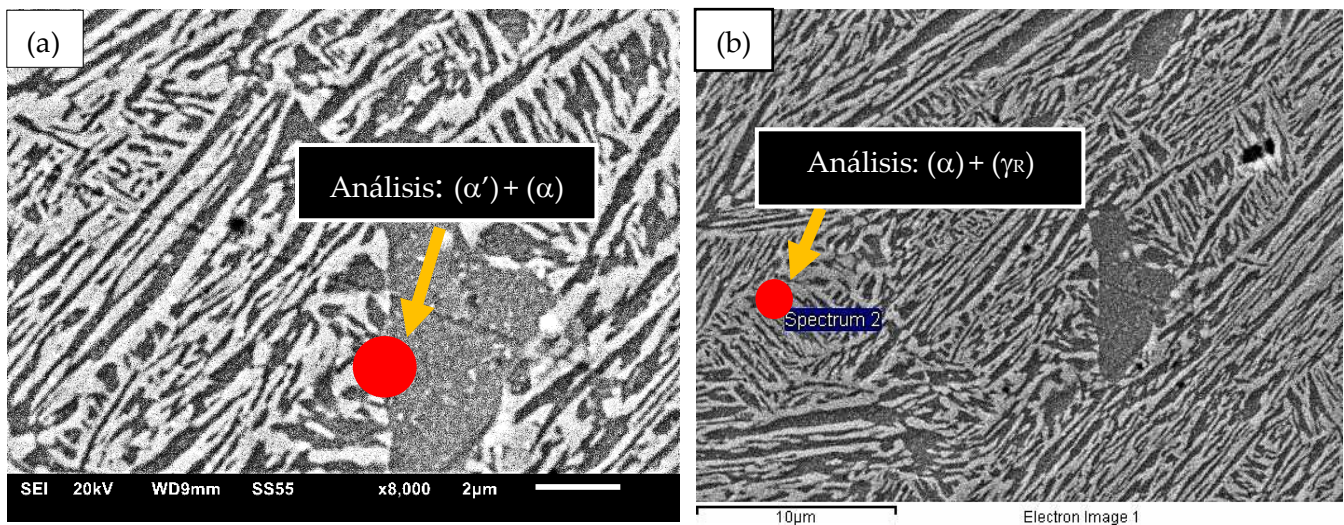 (a)
Análisis: (α’) + (α)
SEI 20kV WD9mm SS55 x8,000 2μm
(b)
Análisis: (α) + (γR)
Spectrum 2
10μm Electron Image 1